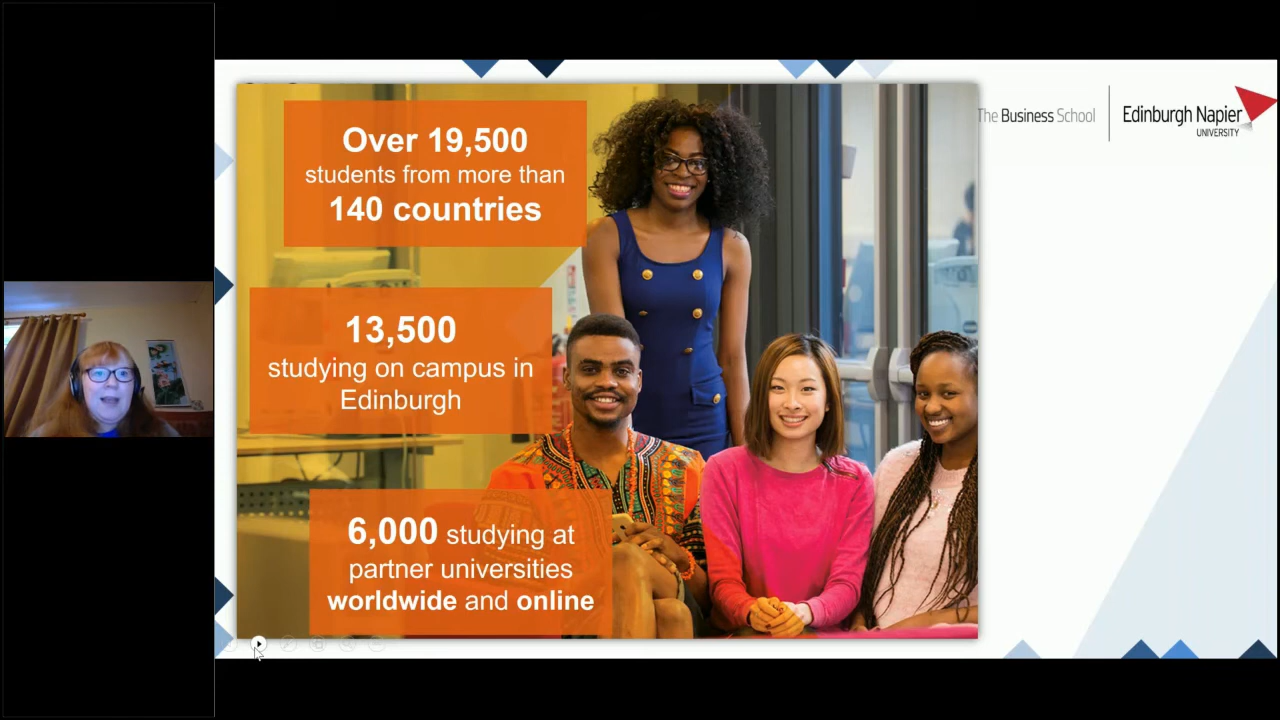 Over 19,500
students from more than
140 countries
The Business School
Edinburgh Napier
UNIVERSITY
13,500
studying on campus in
Edinburgh
6,000 studying at
partner universities
worldwide and online